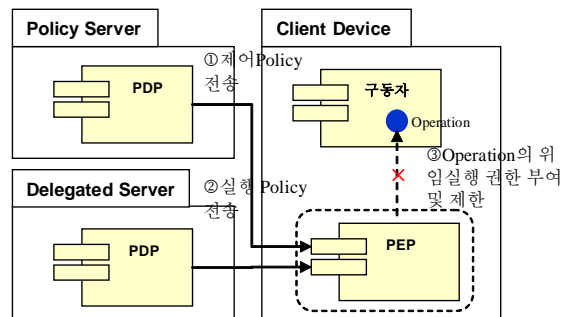 Policy Server
PDP
①제어Policy
전송
Client Device
구동자
Operation
③Operation의 위
임실행 권한 부여
및 제한
Delegated Server
②실행 Policy
전송
PDP
PEP